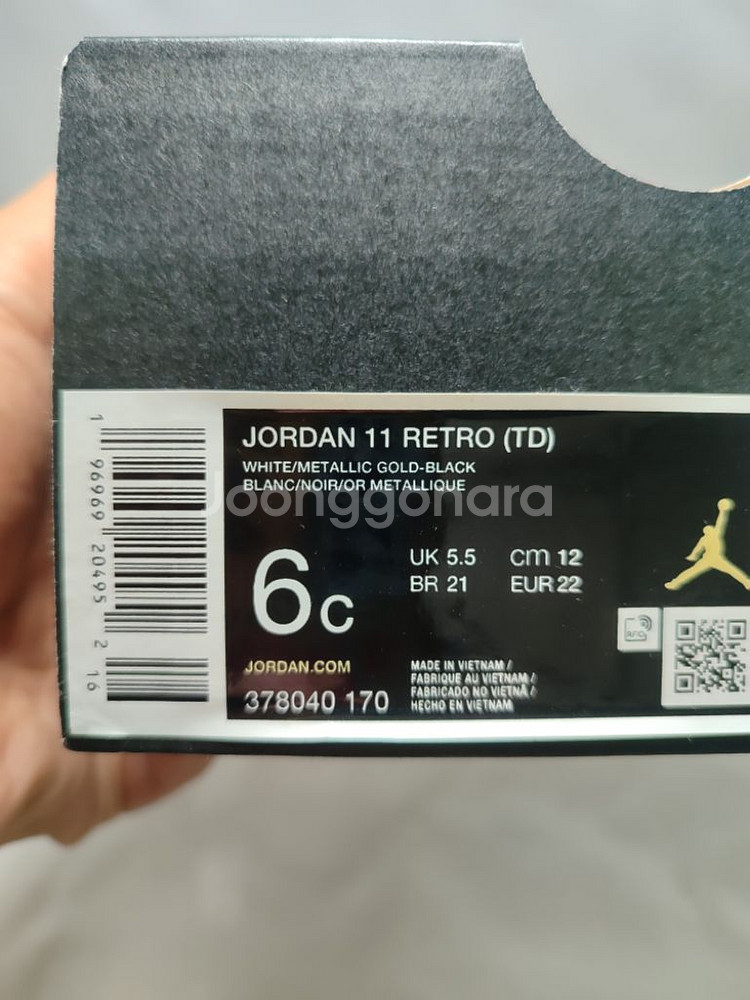 JORDAN 11 RETRO (TD)
WHITE/METALLIC GOLD-BLACK
BLANC/NOIR/OR METALLIQUE
Joonggonara
6C
UK 5.5 cm 12
BR 21 EUR 22
JORDAN.COM
378040 170
MADE IN VIETNAM /
FABRIQUE AU VIETNAM /
FABRICADO NO VIETNÃ /
HECHO EN VIETNAM
RFID
1 96969 20495 2 16